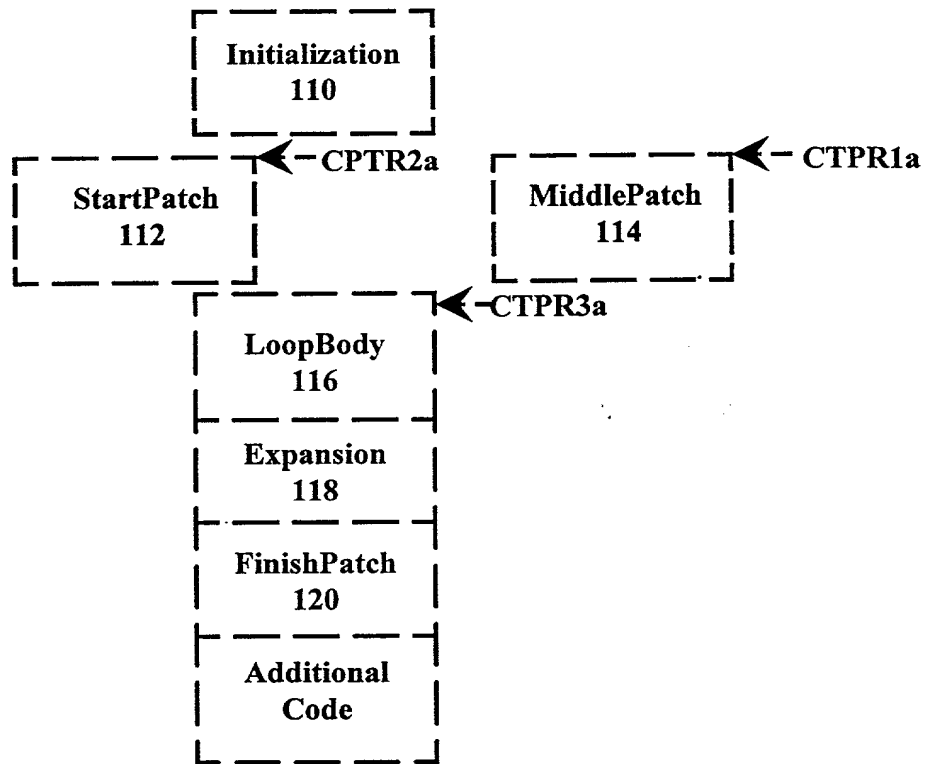 Initialization
110
CPTR2a
CTPR1a
StartPatch
112
MiddlePatch
114
CTPR3a
LoopBody
116
Expansion
118
FinishPatch
120
Additional
Code